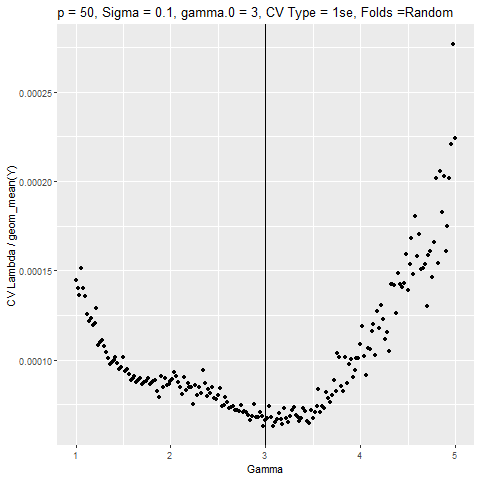 p = 50, Sigma = 0.1, gamma.0 = 3, CV Type = 1se, Folds =Random
CV Lambda / geom_mean(Y)
0.00025
0.00020
0.00015
0.00010
1 2 3 4 5
Gamma